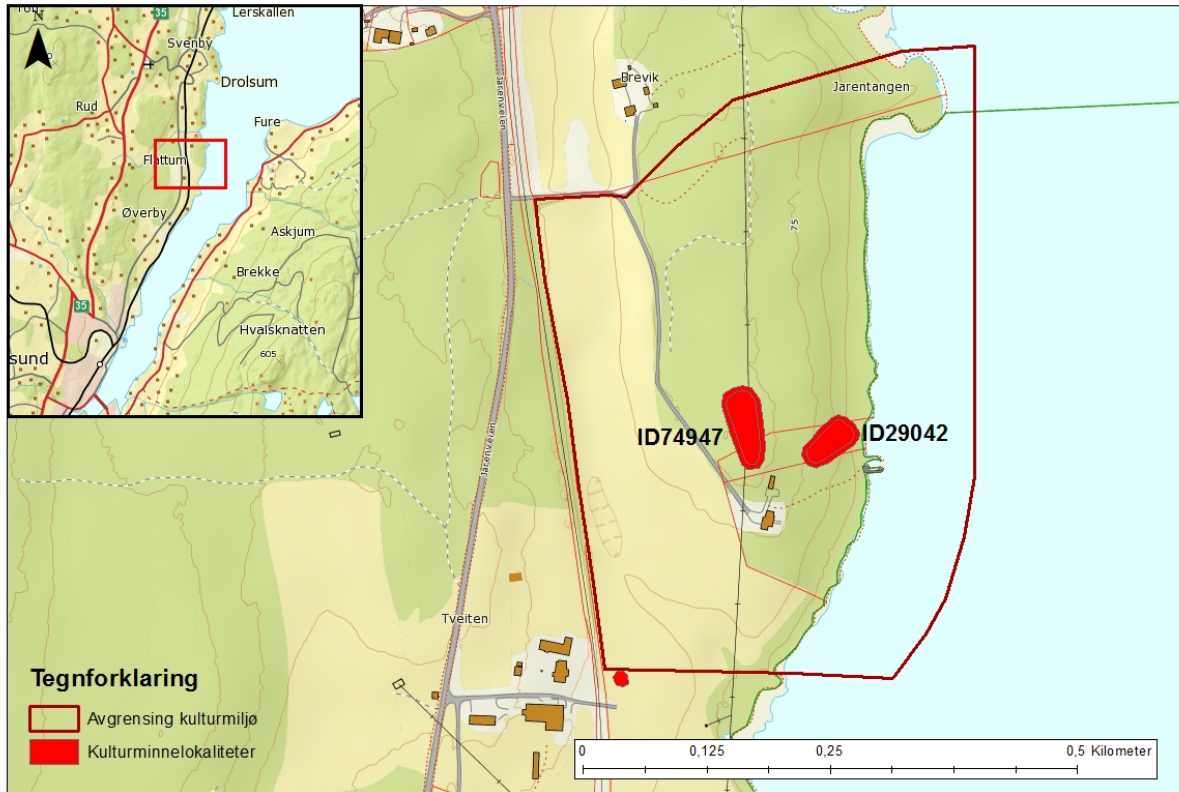 N
35
Lerskallen
Svenby
Drolsum
Rud
Fure
Flattum
Øverby
Askjum
Brekke
35
Hvalsknatten
605
sund
Brevik
Jarentangen
Jarenveien
75
ID74947
ID29042
Jarenveien
Tveiten
Tegnforklaring
Avgrensing kulturmiljø
Kulturminnelokaliteter
0 0,125 0,25 0,5 Kilometer